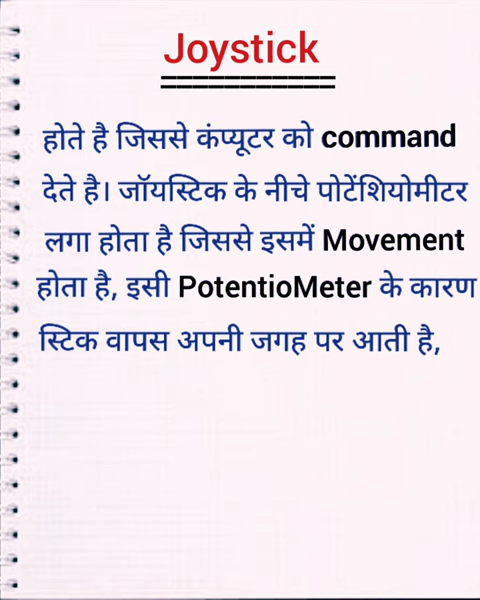 Joystick
============
होते है जिससे कंप्यूटर को command
देते है। जॉयस्टिक के नीचे पोटेंशियोमीटर
लगा होता है जिससे इसमें Movement
होता है, इसी PotentioMeter के कारण
स्टिक वापस अपनी जगह पर आती है,